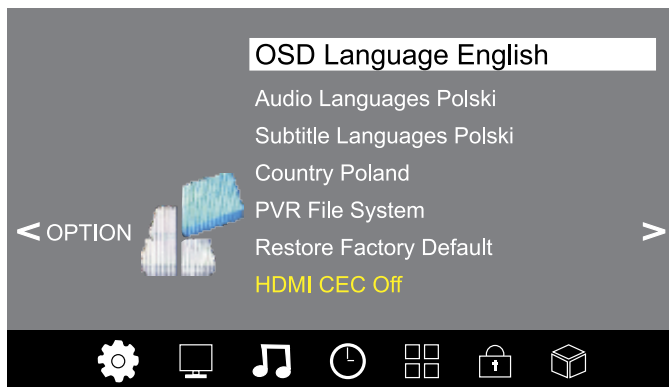 OSD Language English
Audio Languages Polski
Subtitle Languages Polski
Country Poland
PVR File System
< OPTION >
Restore Factory Default
HDMI CEC Off